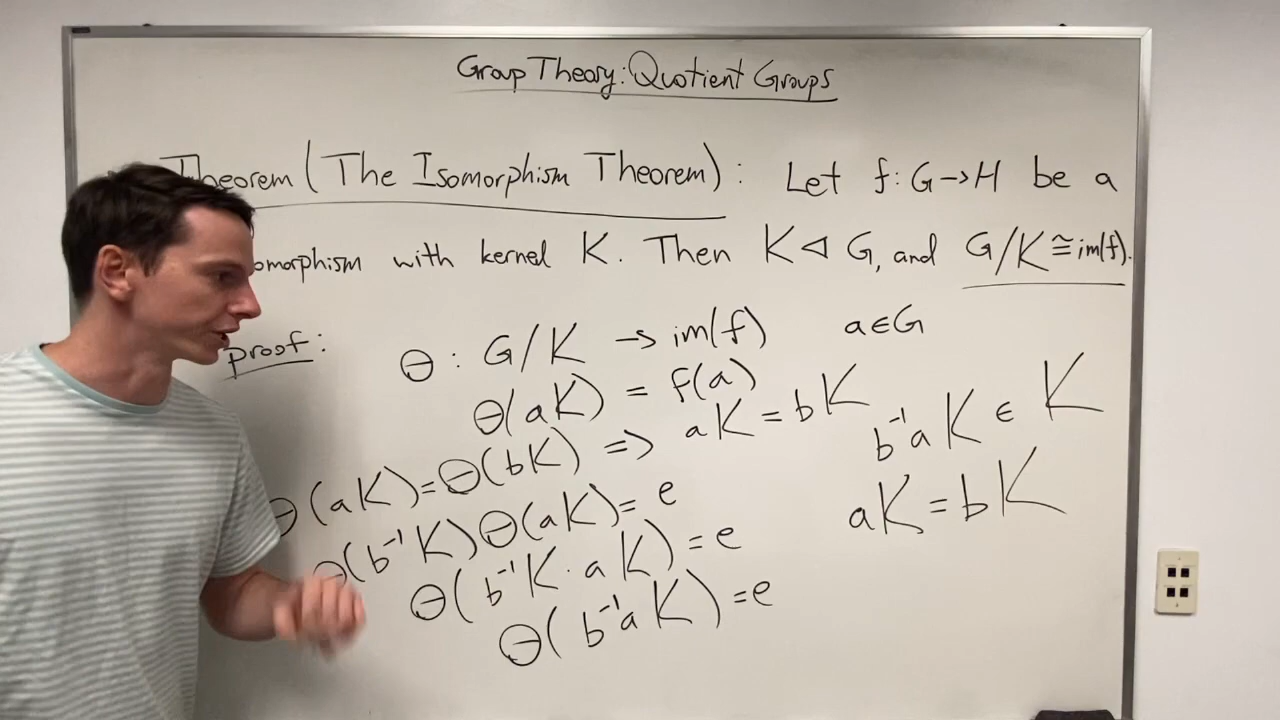 Group Theory: Quotient Groups
Theorem (The Isomorphism Theorem): Let f: G→H be a
omorphism with kernel K. Then K ⊲ G, and G/K ≅ im(f).
proof: Θ : G/K → im(f) a∈G
Θ(aK) = f(a)
Θ(aK)=Θ(bK) => aK = bK b⁻¹aK ∈ K
Θ(b⁻¹K)Θ(aK)= e aK = bK
Θ(b⁻¹K · aK) = e
Θ(b⁻¹aK) = e